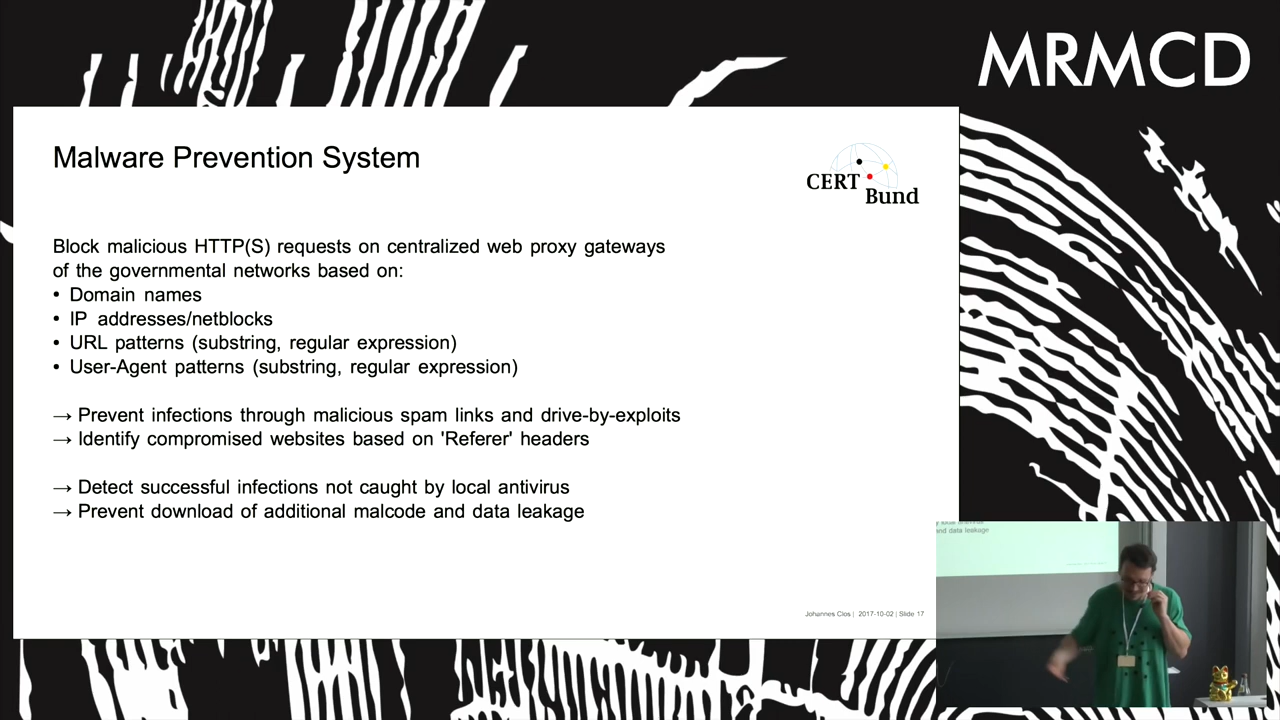 MRMCD
Malware Prevention System
CERT
Bund
Block malicious HTTP(S) requests on centralized web proxy gateways
of the governmental networks based on:
• Domain names
• IP addresses/netblocks
• URL patterns (substring, regular expression)
• User-Agent patterns (substring, regular expression)
→ Prevent infections through malicious spam links and drive-by-exploits
→ Identify compromised websites based on 'Referer' headers
→ Detect successful infections not caught by local antivirus
→ Prevent download of additional malcode and data leakage
Johannes Clos | 2017-10-02 | Slide 17
and data leakage